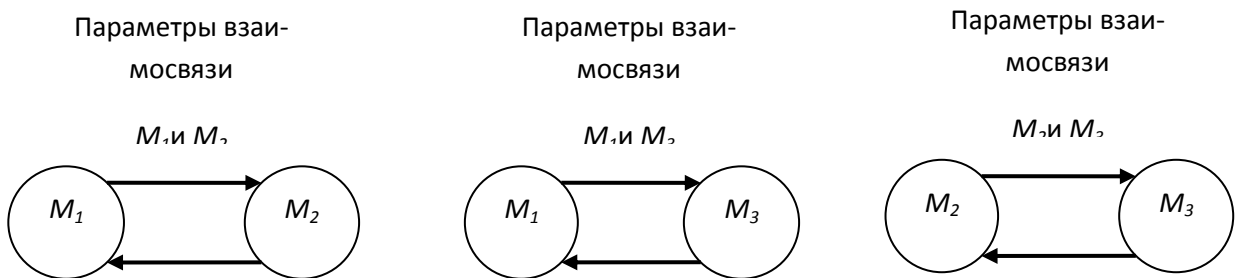 Параметры взаи-
мосвязи
M₁и M₂
M₁
M₂
Параметры взаи-
мосвязи
M₁и M₃
M₁
M₃
Параметры взаи-
мосвязи
M₂и M₃
M₂
M₃